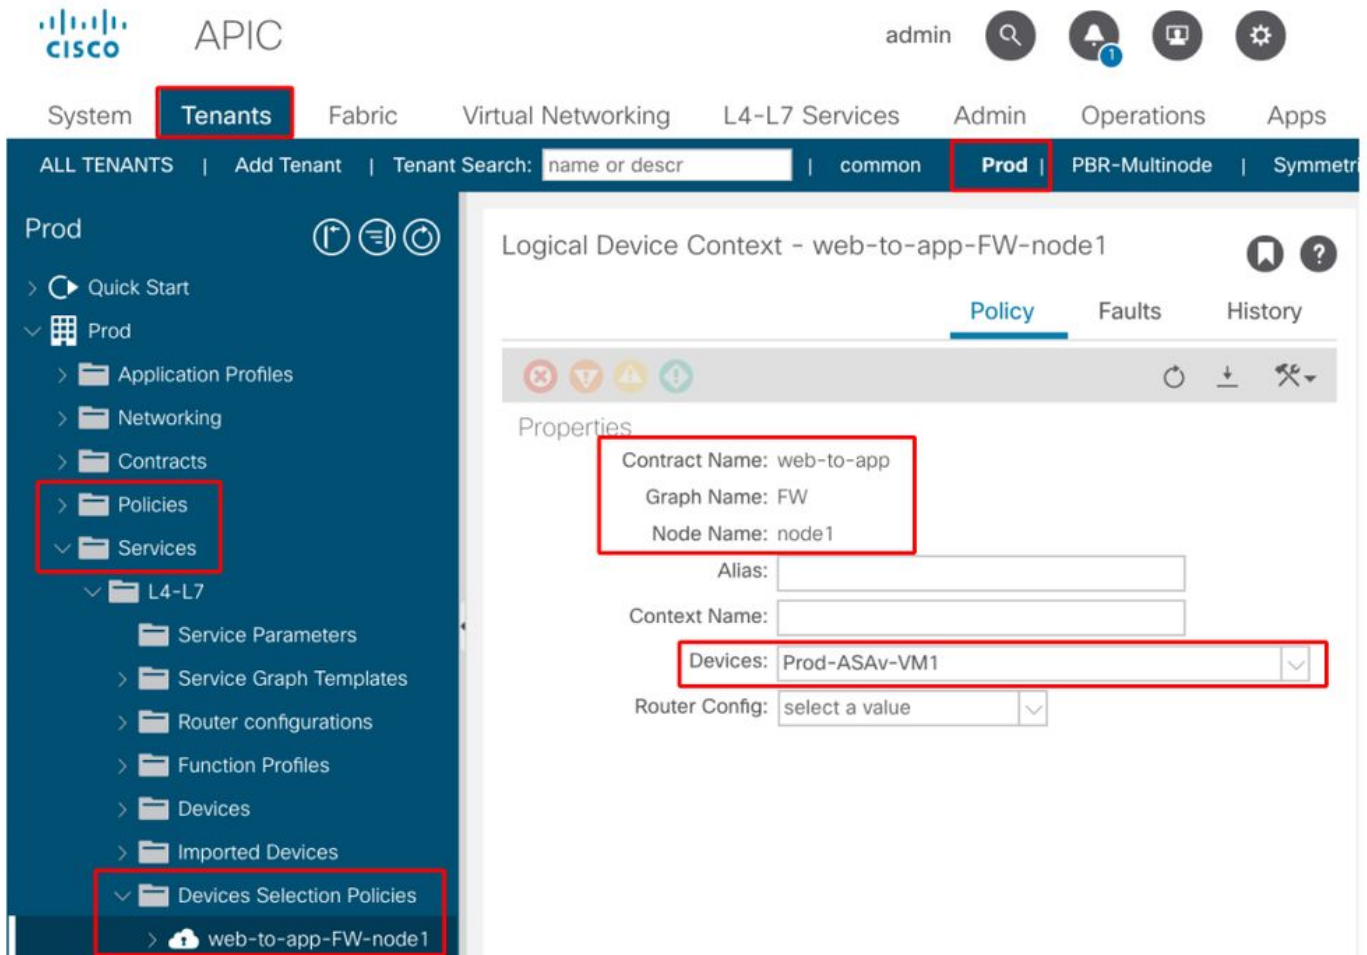 CISCO
APIC
admin
1
System Tenants Fabric Virtual Networking L4-L7 Services Admin Operations Apps
ALL TENANTS | Add Tenant | Tenant Search: name or descr | common | Prod | PBR-Multinode | Symmetri
Prod
Quick Start
Prod
Application Profiles
Networking
Contracts
Policies
Services
L4-L7
Service Parameters
Service Graph Templates
Router configurations
Function Profiles
Devices
Imported Devices
Devices Selection Policies
web-to-app-FW-node1
Logical Device Context - web-to-app-FW-node1
Policy Faults History
Properties
Contract Name: web-to-app
Graph Name: FW
Node Name: node1
Alias:
Context Name:
Devices: Prod-ASAv-VM1
Router Config: select a value